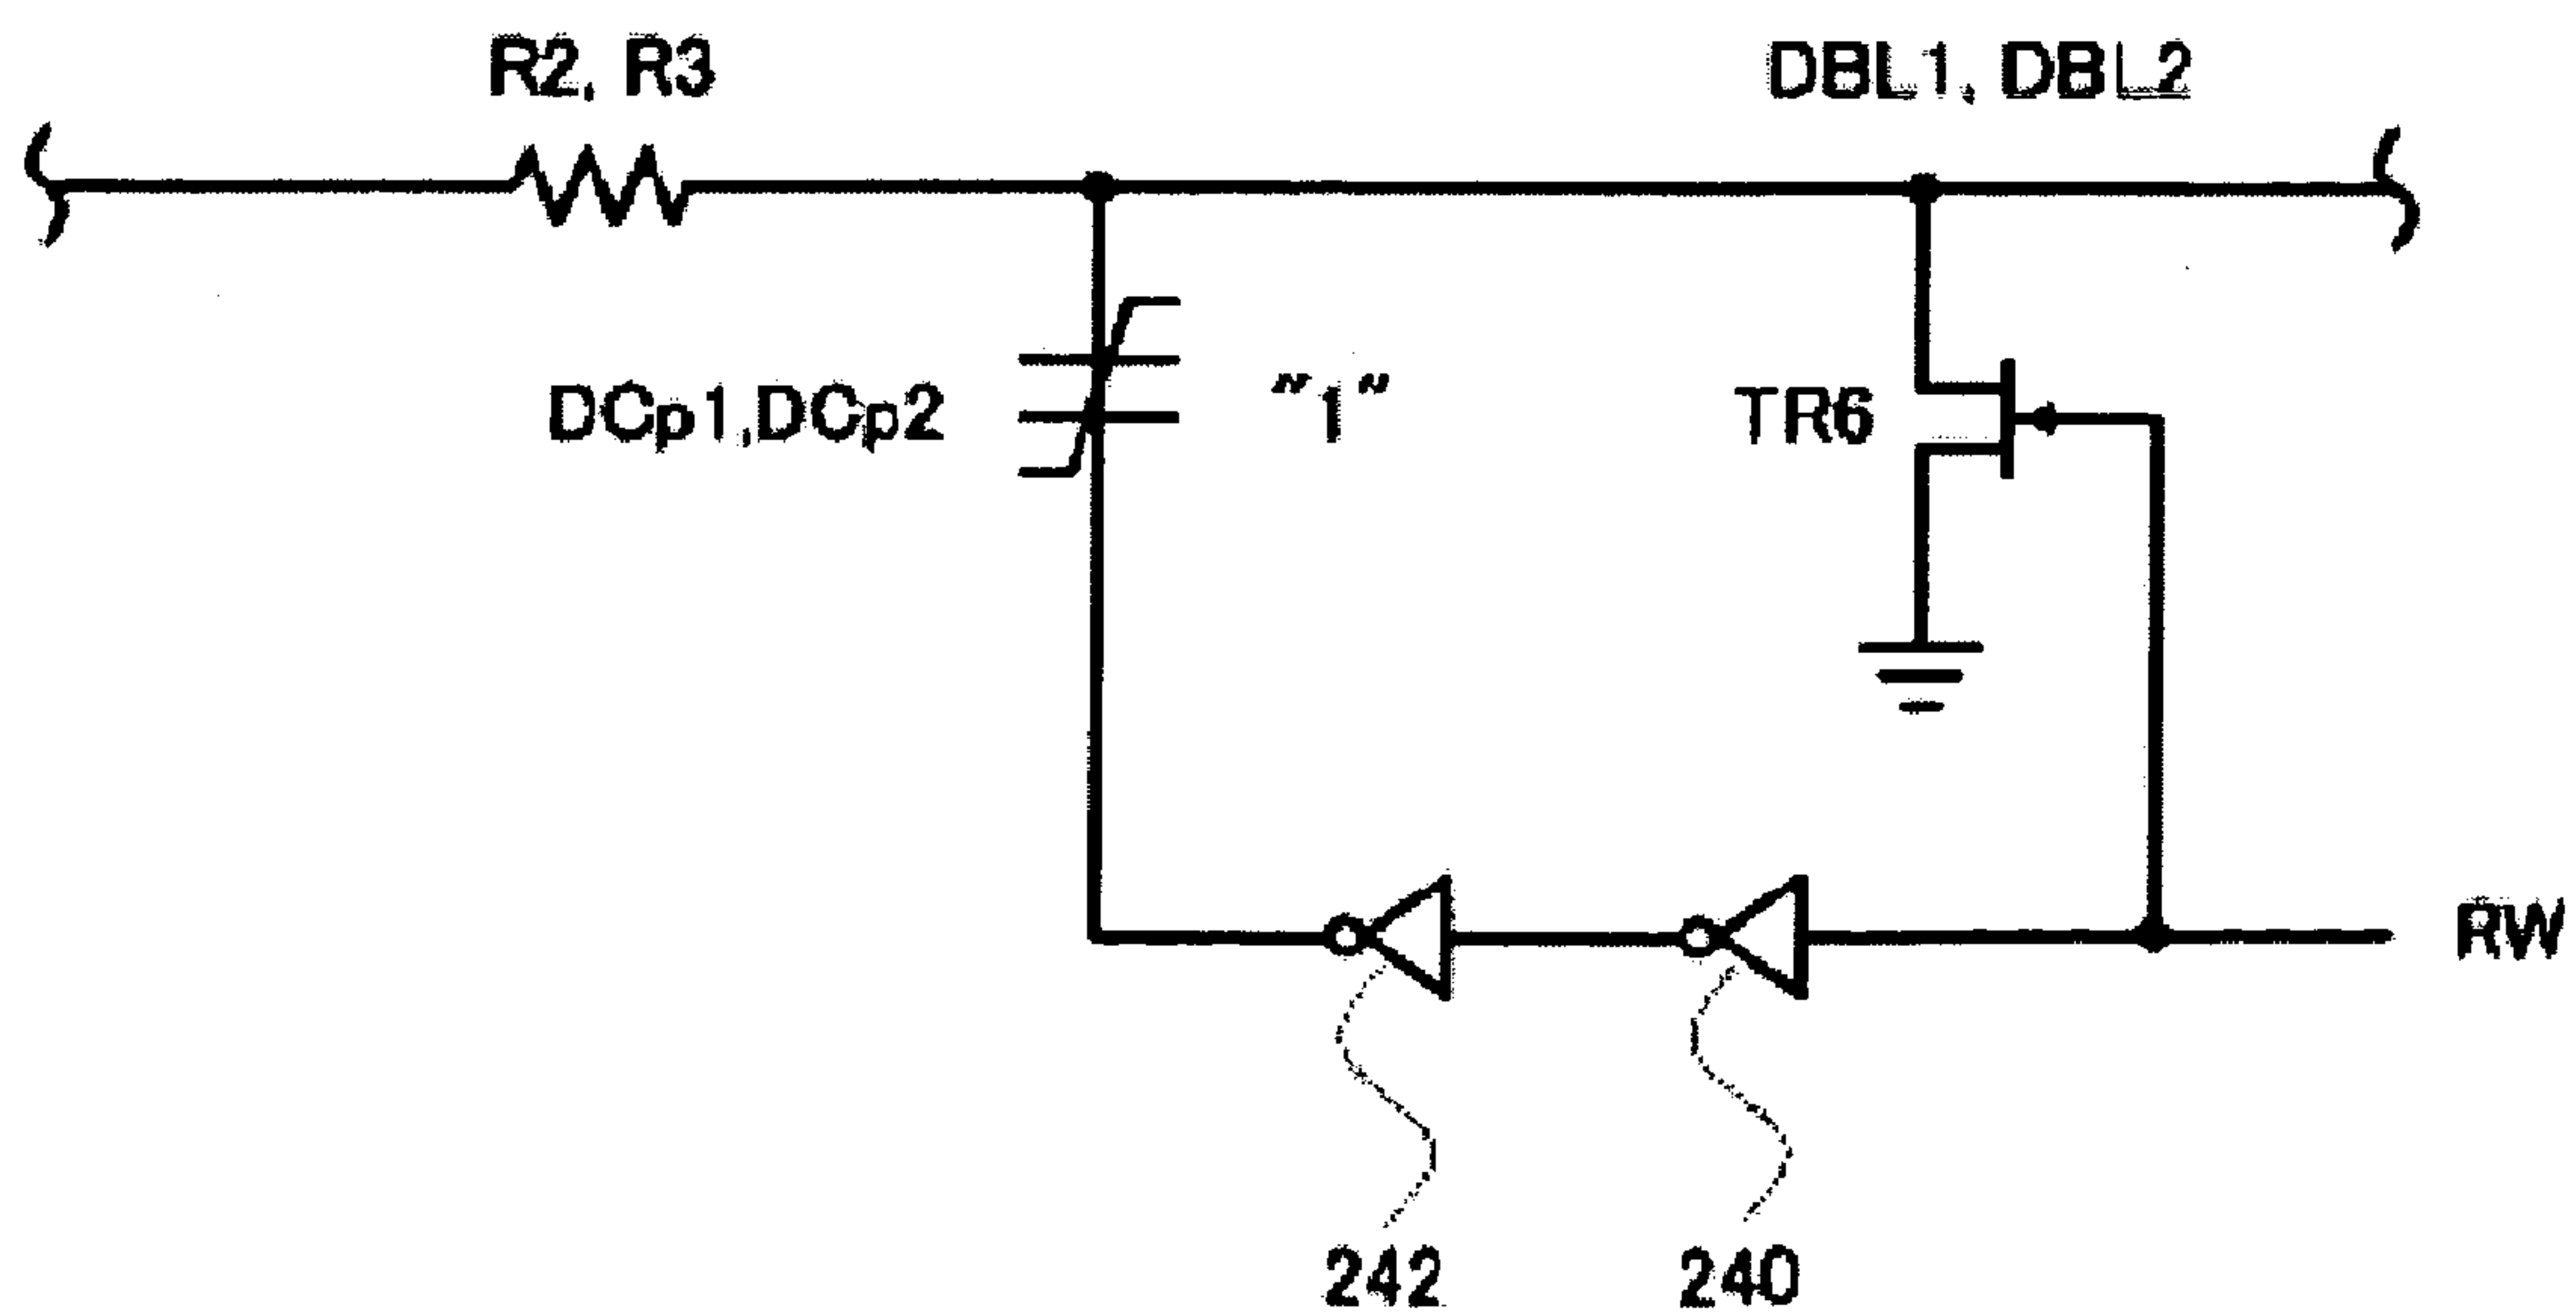 R2, R3
DBL1, DBL2
DCp1,DCp2
"1"
TR6
RW
242
240